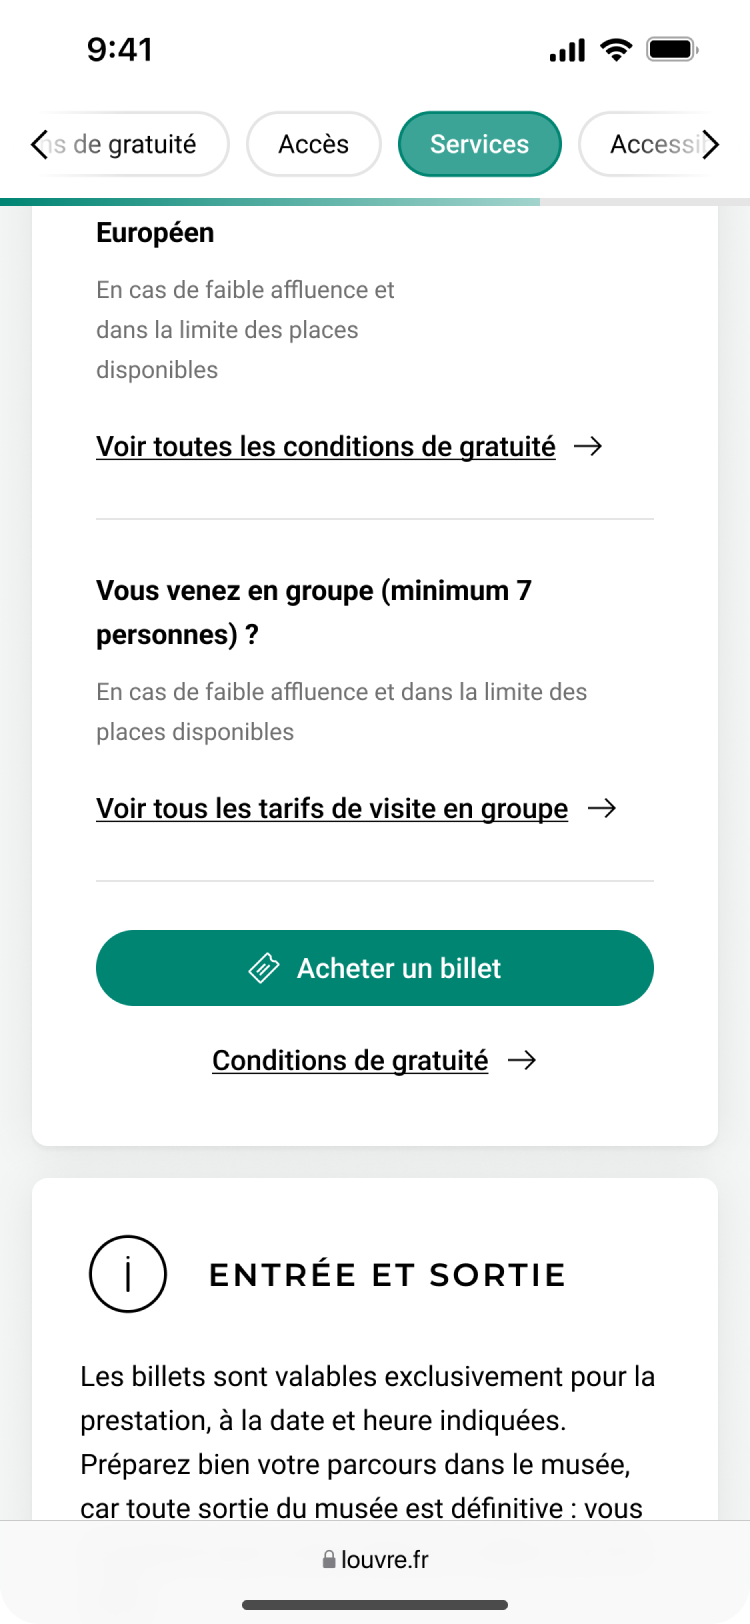 9:41
ns de gratuité
Accès
Services
Accessi
Européen
En cas de faible affluence et
dans la limite des places
disponibles
Voir toutes les conditions de gratuité
Vous venez en groupe (minimum 7
personnes) ?
En cas de faible affluence et dans la limite des
places disponibles
Voir tous les tarifs de visite en groupe
Acheter un billet
Conditions de gratuité
ENTRÉE ET SORTIE
Les billets sont valables exclusivement pour la
prestation, à la date et heure indiquées.
Préparez bien votre parcours dans le musée,
car toute sortie du musée est définitive : vous
louvre.fr